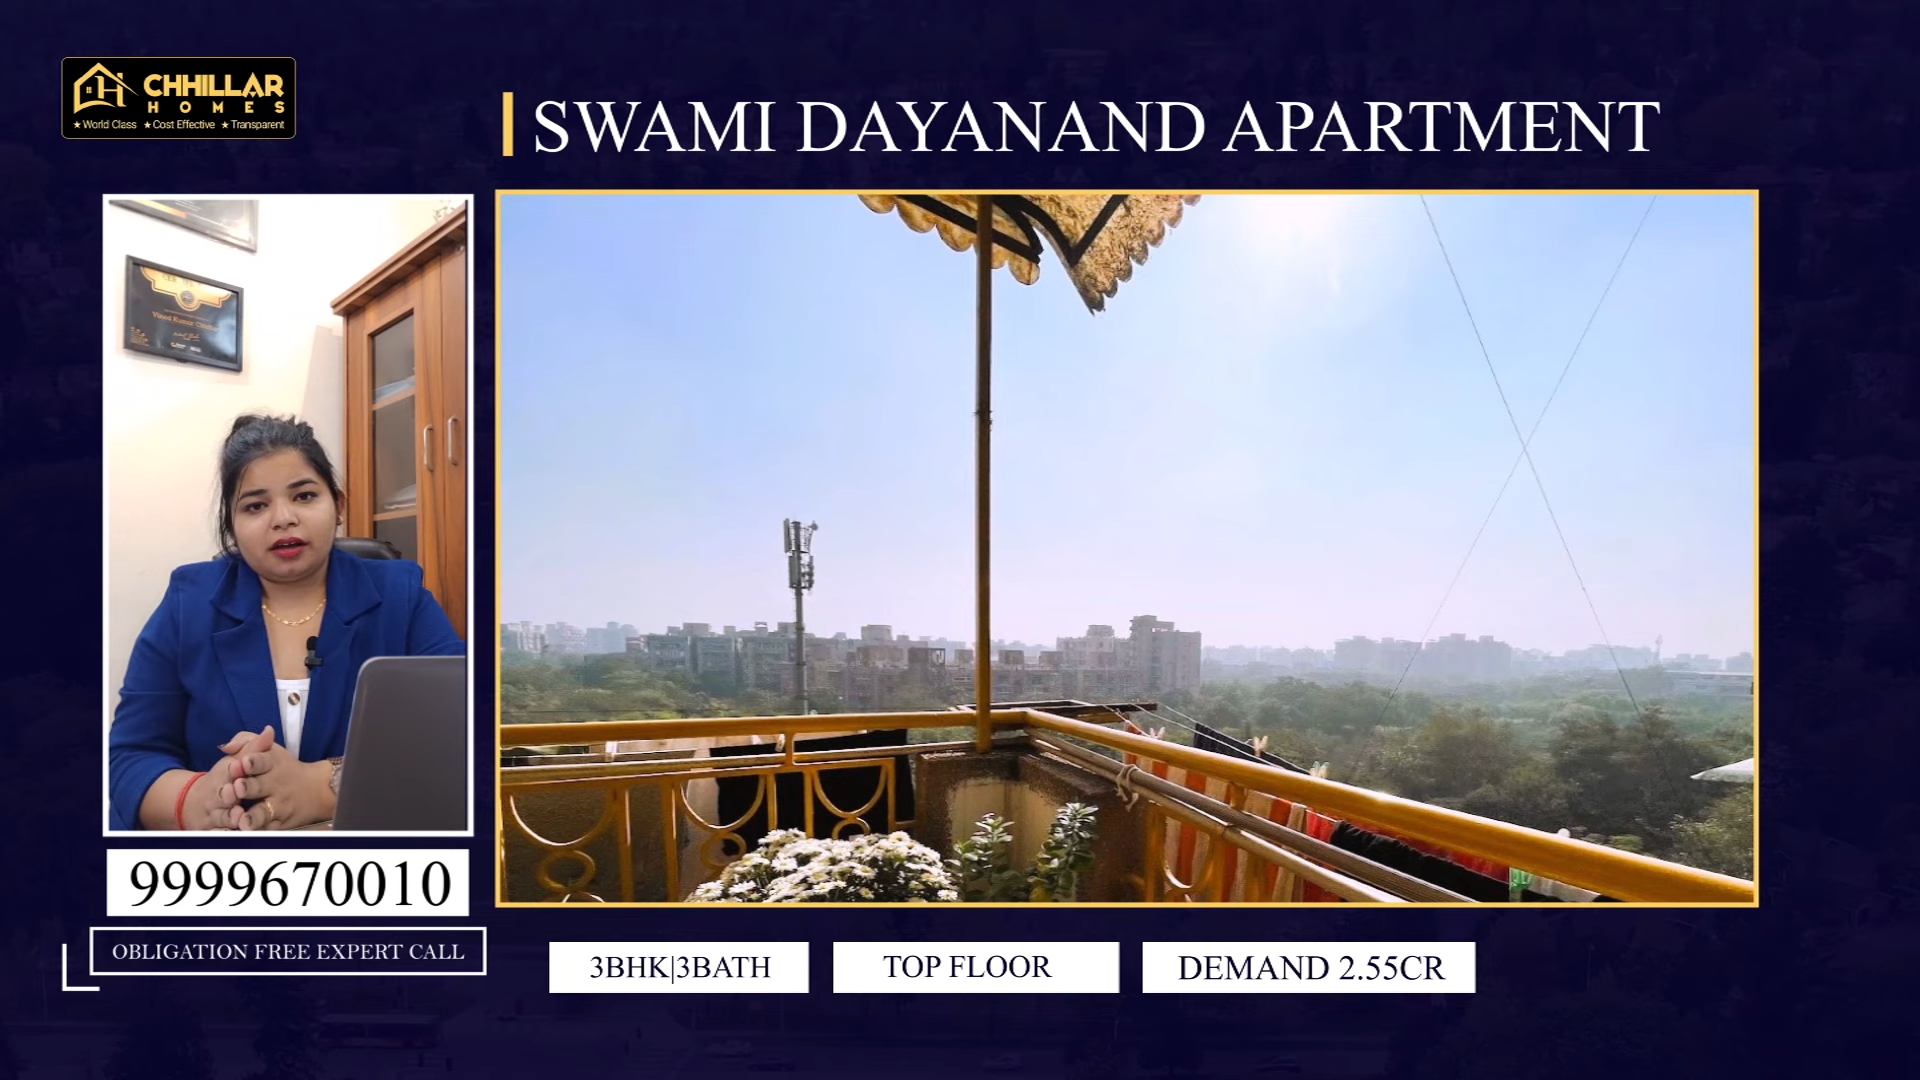 CHHILLAR
HOMES
★World Class ★Cost Effective ★Transparent
SWAMI DAYANAND APARTMENT
9999670010
OBLIGATION FREE EXPERT CALL
3BHK|3BATH
TOP FLOOR
DEMAND 2.55CR